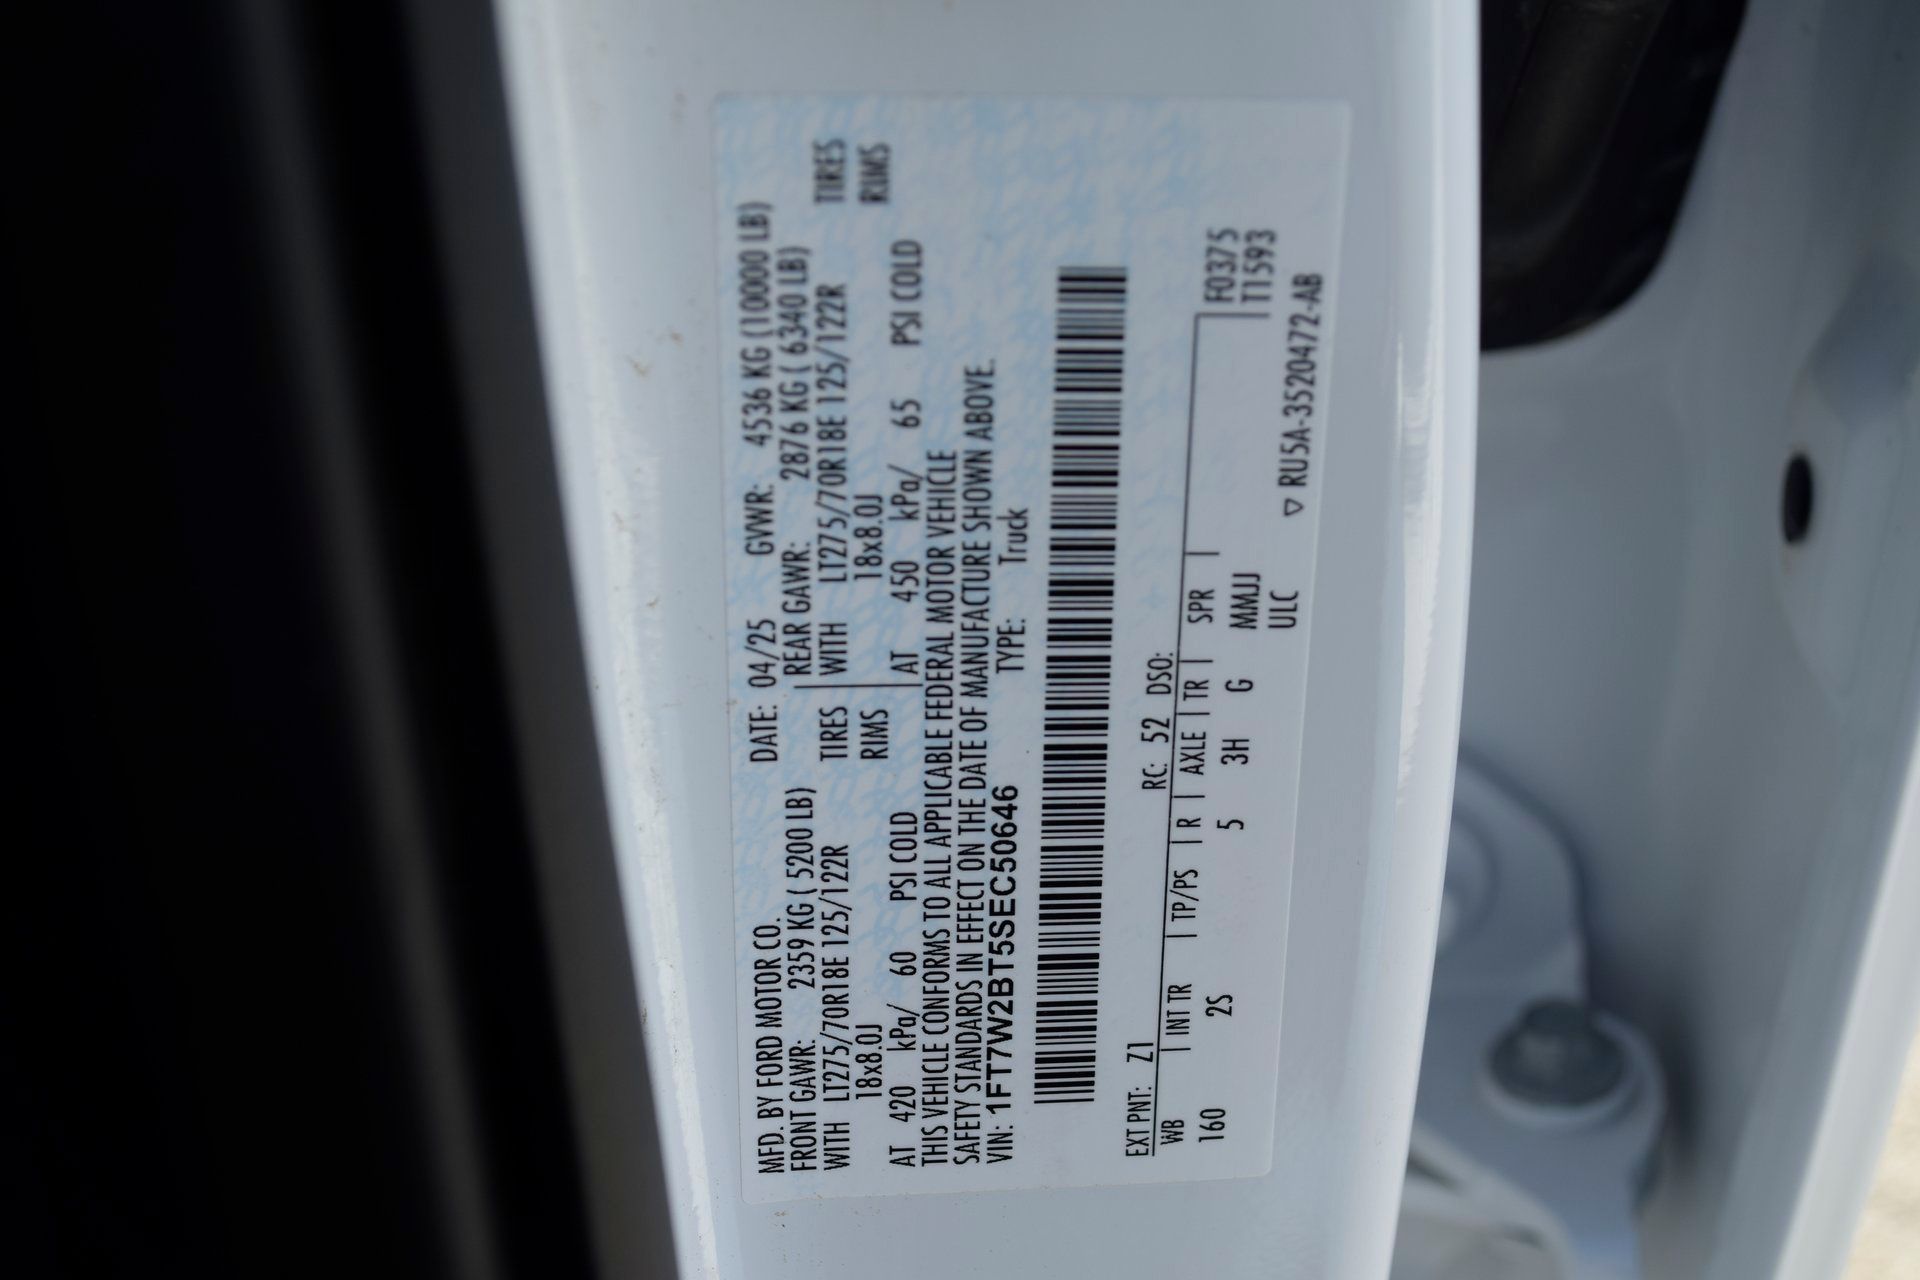 MFD. BY FORD MOTOR CO. DATE: 04/25 GVWR: 4536 KG (10000 LB)
FRONT GAWR: 2359 KG ( 5200 LB) REAR GAWR: 2876 KG ( 6340 LB)
WITH LT275/70R18E 125/122R TIRES WITH LT275/70R18E 125/122R TIRES
18x8.0J RIMS 18x8.0J RIMS
AT 420 kPa/ 60 PSI COLD AT 450 kPa/ 65 PSI COLD
THIS VEHICLE CONFORMS TO ALL APPLICABLE FEDERAL MOTOR VEHICLE
SAFETY STANDARDS IN EFFECT ON THE DATE OF MANUFACTURE SHOWN ABOVE.
VIN: 1FT7W2BT5SEC50646 TYPE: Truck
EXT PNT: Z1 RC: 52 DSO:
WB INT TR TP/PS R AXLE TR SPR F0375
160 2S 5 3H G MMJJ T1593
ULC ▽ RU5A-3520472-AB